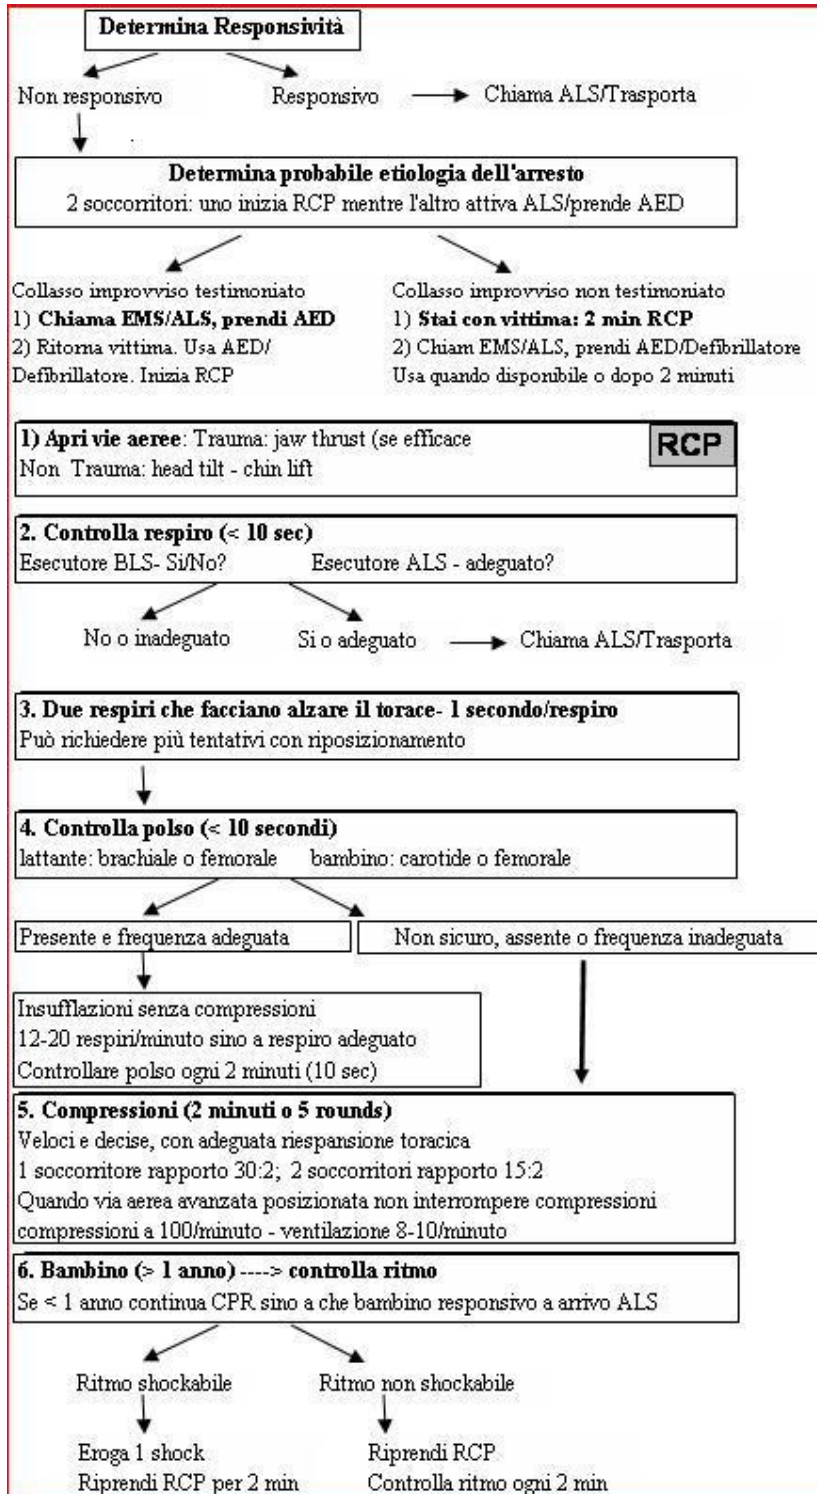 Determina Responsività
Non responsivo
Responsivo
Chiama ALS/Trasporta
Determina probabile etiologia dell'arresto
2 soccorritori: uno inizia RCP mentre l'altro attiva ALS/prende AED
Collasso improvviso testimoniato
1) Chiama EMS/ALS, prendi AED
2) Ritorna vittima. Usa AED/
Defibrillatore. Inizia RCP
Collasso improvviso non testimoniato
1) Stai con vittima: 2 min RCP
2) Chiam EMS/ALS, prendi AED/Defibrillatore
Usa quando disponibile o dopo 2 minuti
1) Apri vie aeree: Trauma: jaw thrust (se efficace
Non Trauma: head tilt - chin lift
RCP
2. Controlla respiro (< 10 sec)
Esecutore BLS- Si/No? Esecutore ALS - adeguato?
No o inadeguato
Si o adeguato
Chiama ALS/Trasporta
3. Due respiri che facciano alzare il torace- 1 secondo/respiro
Può richiedere più tentativi con riposizionamento
4. Controlla polso (< 10 secondi)
lattante: brachiale o femorale bambino: carotide o femorale
Presente e frequenza adeguata
Non sicuro, assente o frequenza inadeguata
Insufflazioni senza compressioni
12-20 respiri/minuto sino a respiro adeguato
Controllare polso ogni 2 minuti (10 sec)
5. Compressioni (2 minuti o 5 rounds)
Veloci e decise, con adeguata riespansione toracica
1 soccorritore rapporto 30:2; 2 soccorritori rapporto 15:2
Quando via aerea avanzata posizionata non interrompere compressioni
compressioni a 100/minuto - ventilazione 8-10/minuto
6. Bambino (> 1 anno) ----> controlla ritmo
Se < 1 anno continua CPR sino a che bambino responsivo a arrivo ALS
Ritmo shockabile
Ritmo non shockabile
Eroga 1 shock
Riprendi RCP per 2 min
Riprendi RCP
Controlla ritmo ogni 2 min